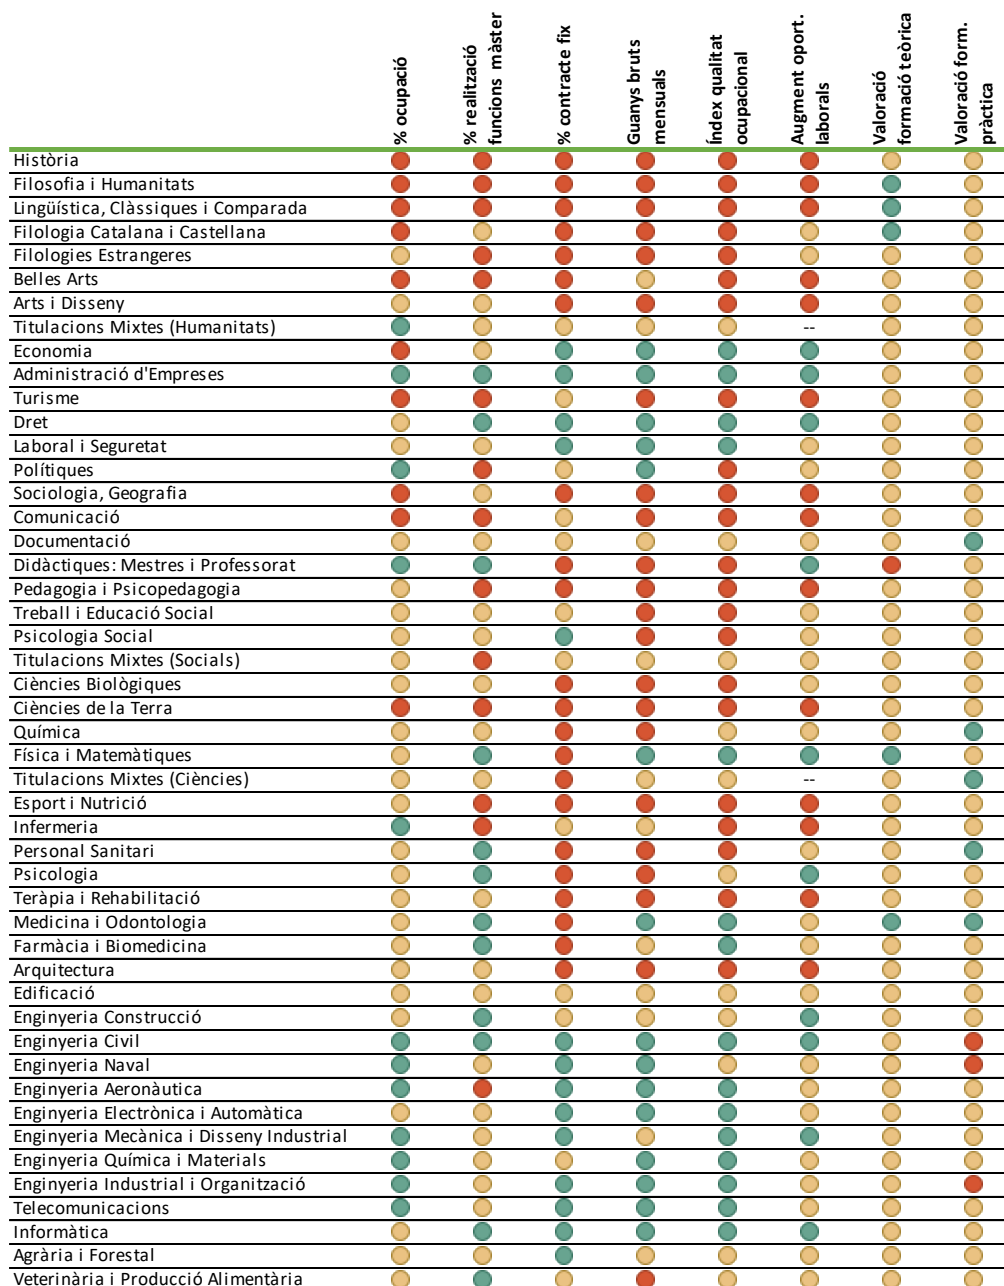 % ocupació
% realització
funcions màster
% contracte fix
Guanys bruts
mensuals
Índex qualitat
ocupacional
Augment oport.
laborals
Valoració
formació teòrica
Valoració form.
pràctica
Història
Filosofia i Humanitats
Lingüística, Clàssiques i Comparada
Filologia Catalana i Castellana
Filologies Estrangeres
Belles Arts
Arts i Disseny
Titulacions Mixtes (Humanitats) --
Economia
Administració d'Empreses
Turisme
Dret
Laboral i Seguretat
Polítiques
Sociologia, Geografia
Comunicació
Documentació
Didàctiques: Mestres i Professorat
Pedagogia i Psicopedagogia
Treball i Educació Social
Psicologia Social
Titulacions Mixtes (Socials)
Ciències Biològiques
Ciències de la Terra
Química
Física i Matemàtiques
Titulacions Mixtes (Ciències) --
Esport i Nutrició
Infermeria
Personal Sanitari
Psicologia
Teràpia i Rehabilitació
Medicina i Odontologia
Farmàcia i Biomedicina
Arquitectura
Edificació
Enginyeria Construcció
Enginyeria Civil
Enginyeria Naval
Enginyeria Aeronàutica
Enginyeria Electrònica i Automàtica
Enginyeria Mecànica i Disseny Industrial
Enginyeria Química i Materials
Enginyeria Industrial i Organització
Telecomunicacions
Informàtica
Agrària i Forestal
Veterinària i Producció Alimentària